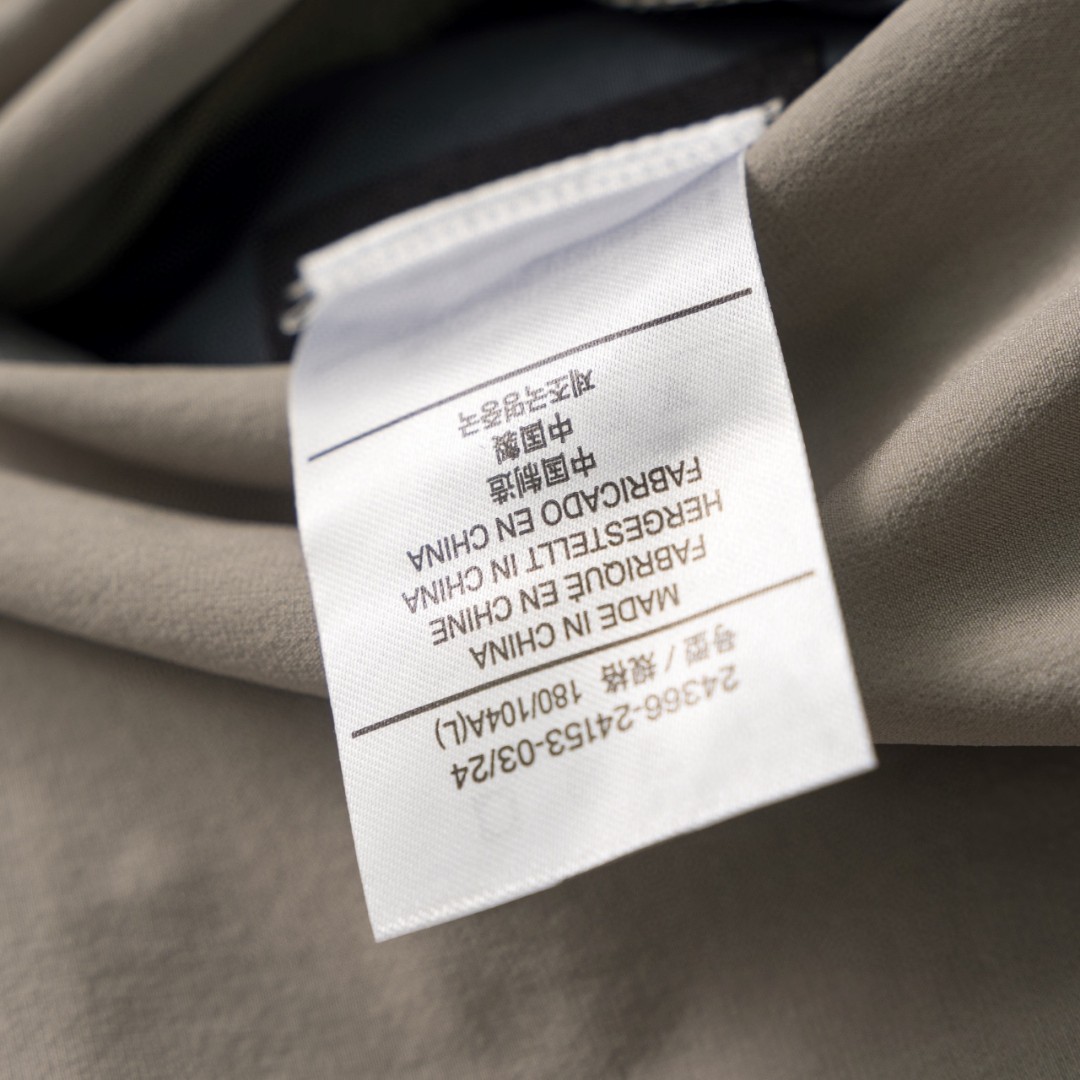 24366-24153-03/24
号型 / 规格 180/104A(L)
MADE IN CHINA
FABRIQUÉ EN CHINE
HERGESTELLT IN CHINA
FABRICADO EN CHINA
中国制造
中国製
제조국명중국